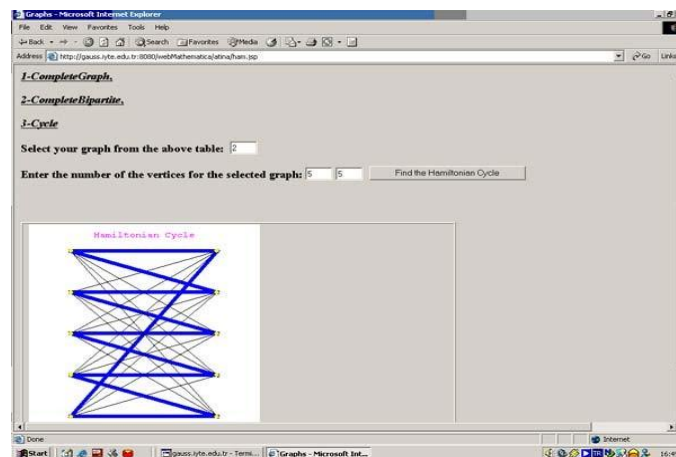 Graphs - Microsoft Internet Explorer
File Edit View Favorites Tools Help
Back Search Favorites Media
Address http://gauss.iyte.edu.tr:8080/webMathematica/atina/ham.jsp Go Links
1-CompleteGraph,
2-CompleteBipartite,
3-Cycle
Select your graph from the above table: 2
Enter the number of the vertices for the selected graph: 5 5 Find the Hamiltonian Cycle
Hamiltonian Cycle
Done Internet
Start gauss.iyte.edu.tr - Termi... Graphs - Microsoft Int... TR